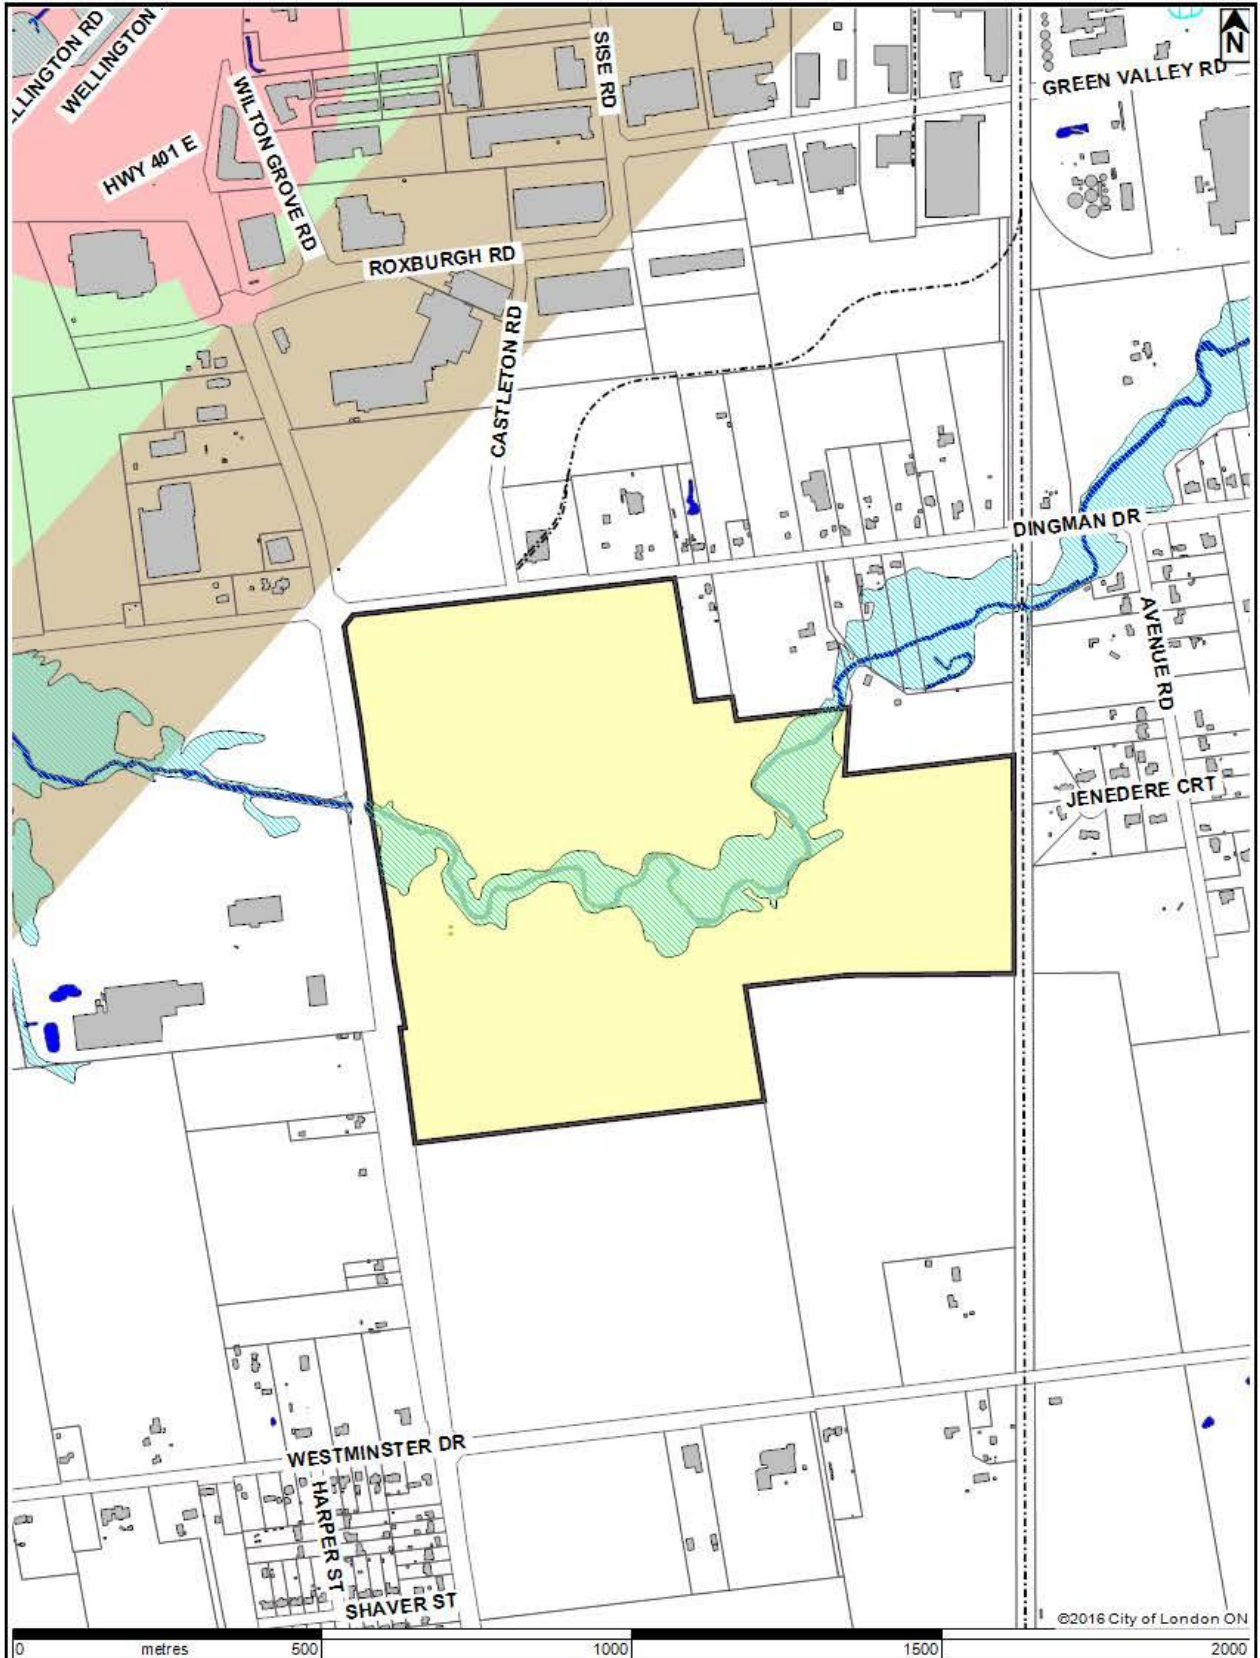 N
LLINGTON RD
WELLINGTON
SISE RD
GREEN VALLEY RD
WILTON GROVE RD
HWY 401 E
ROXBURGH RD
CASTLETON RD
DINGMAN DR
AVENUE RD
JENEDERE CRT
WESTMINSTER DR
HARPER ST
SHAVER ST
©2016 City of London ON
0 metres 500 1000 1500 2000